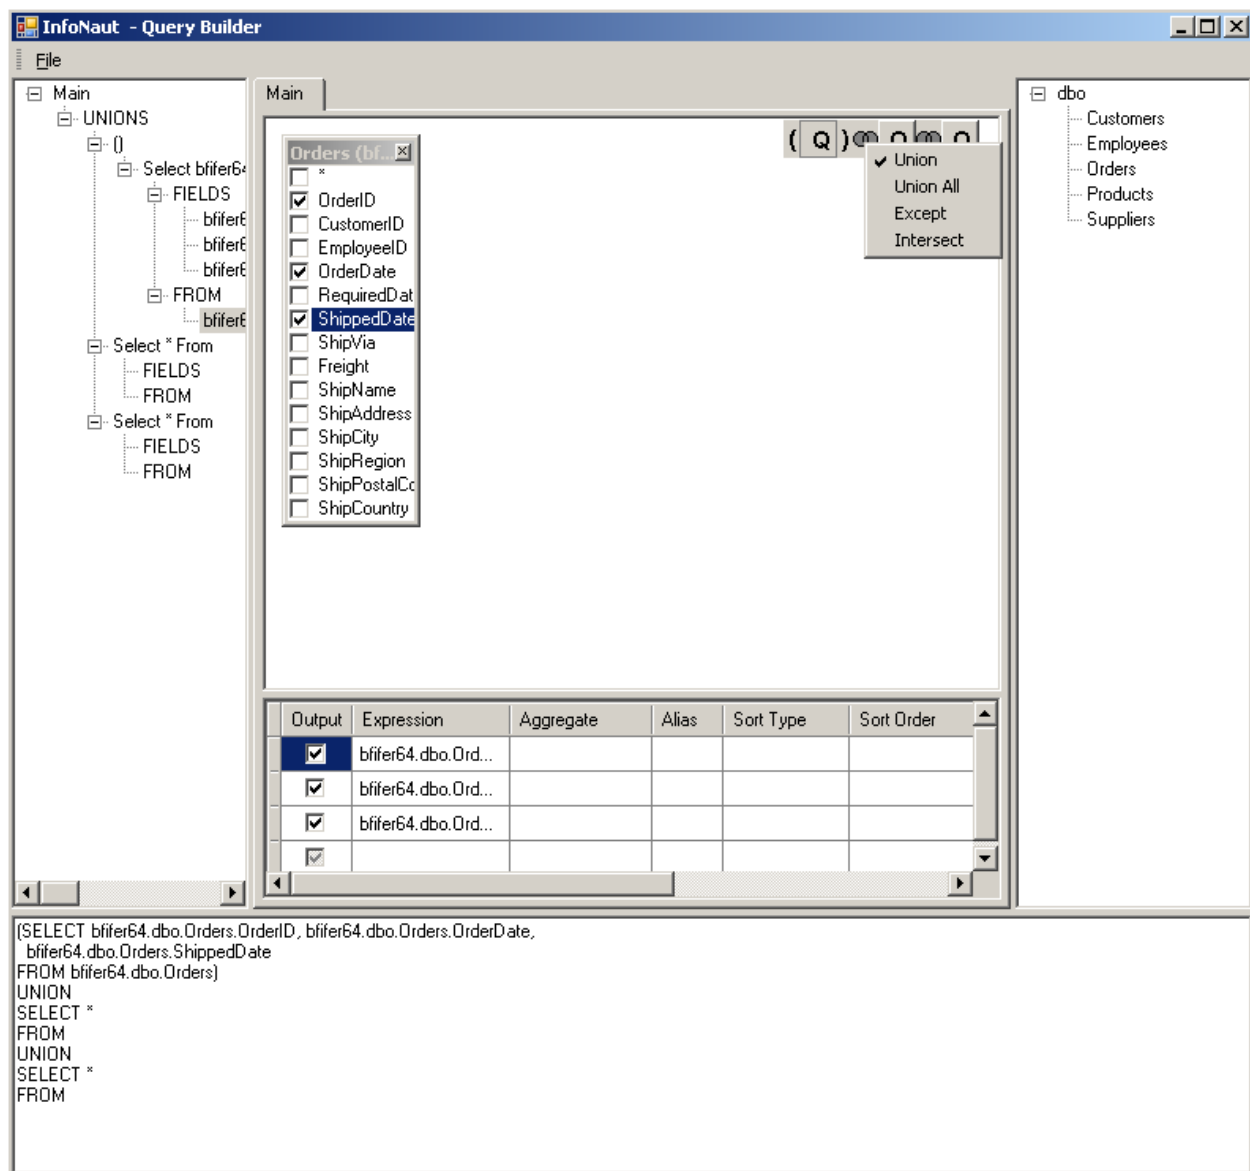 InfoNaut - Query Builder
File
Main
UNIONS
()
Select bfifer64
FIELDS
bfifer6
bfifer6
bfifer6
FROM
bfifer6
Select * From
FIELDS
FROM
Select * From
FIELDS
FROM
Main
Orders (bf...
*
OrderID
CustomerID
EmployeeID
OrderDate
RequiredDat
ShippedDate
ShipVia
Freight
ShipName
ShipAddress
ShipCity
ShipRegion
ShipPostalCo
ShipCountry
( Q ) Q Q
Union
Union All
Except
Intersect
Output Expression Aggregate Alias Sort Type Sort Order
bfifer64.dbo.Ord...
bfifer64.dbo.Ord...
bfifer64.dbo.Ord...
dbo
Customers
Employees
Orders
Products
Suppliers
(SELECT bfifer64.dbo.Orders.OrderID, bfifer64.dbo.Orders.OrderDate,
bfifer64.dbo.Orders.ShippedDate
FROM bfifer64.dbo.Orders)
UNION
SELECT *
FROM
UNION
SELECT *
FROM